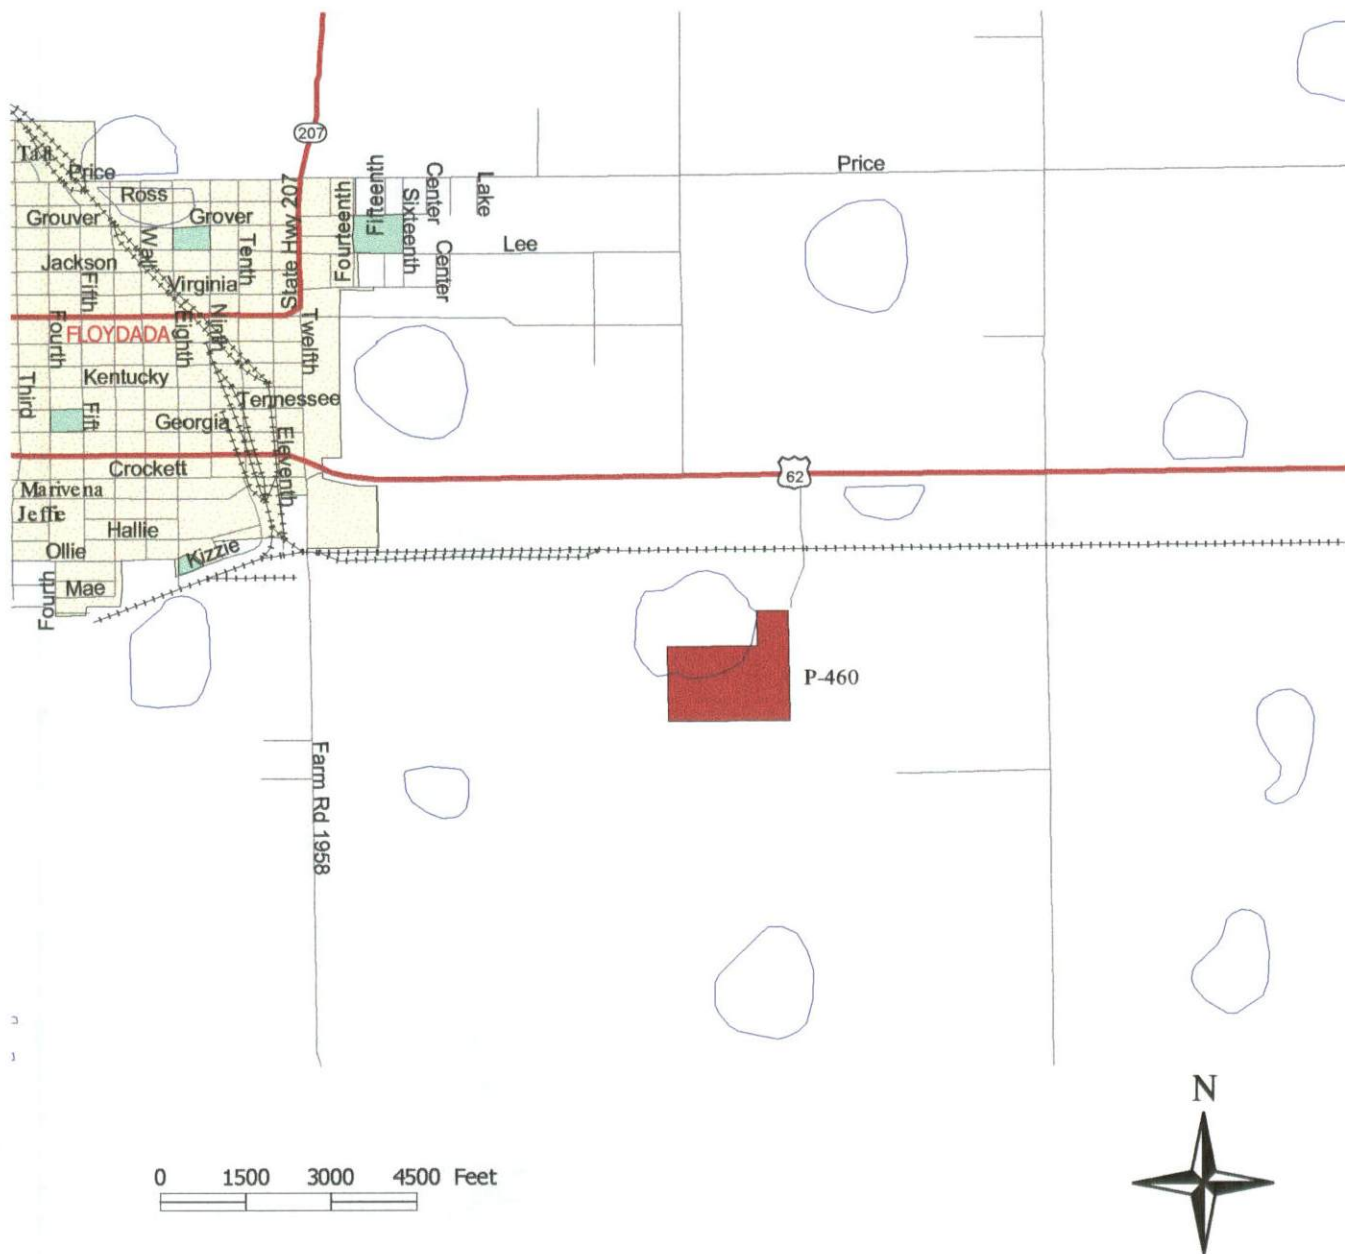 207
Price
Taft
Price
Ross
Grouver
Grover
Wall
Tenth
State Hwy 207
Fourteenth
Fifteenth
Sixteenth
Center
Center
Lake
Lee
Jackson
Virginia
Fifth
FLOYDADA
Fourth
Eighth
Ninth
Twelfth
Kentucky
Third
Tennessee
Fift
Georgia
Eleventh
Crockett
62
Marivena
Jeffie
Hallie
Ollie
Kizzie
Mae
Fourth
P-460
Farm Rd 1958
N
0 1500 3000 4500 Feet